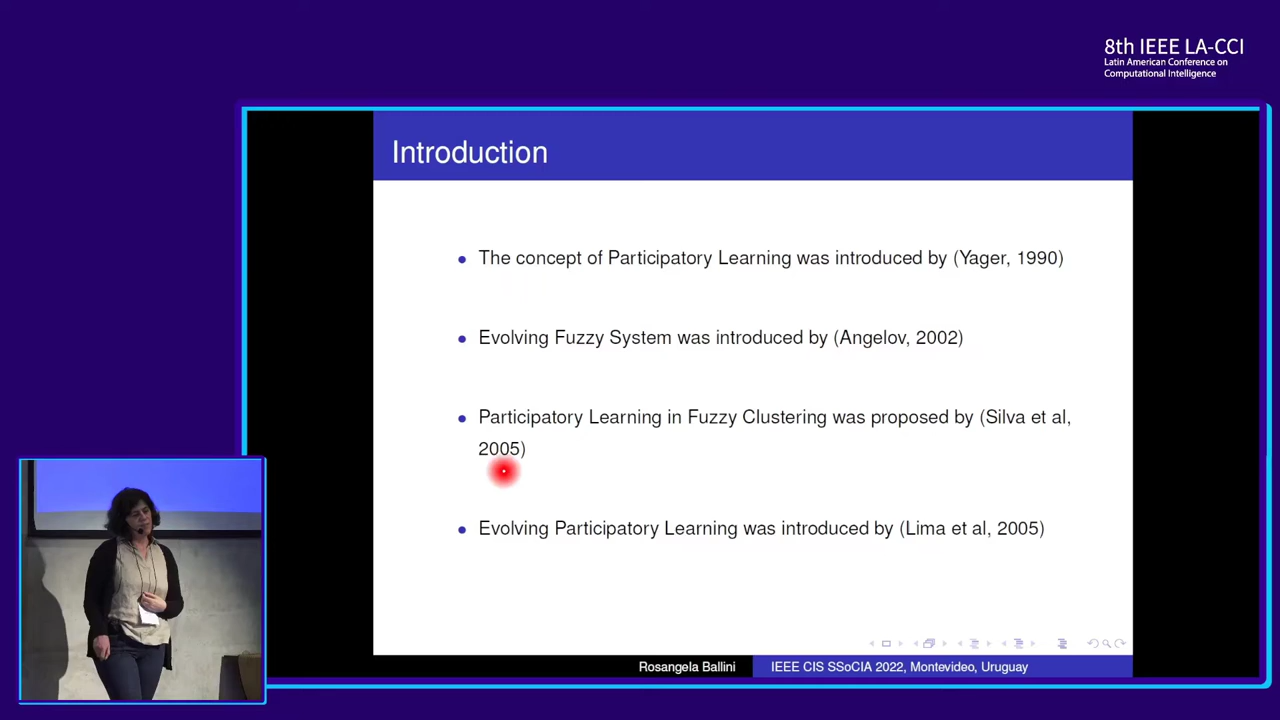 8th IEEE LA-CCI
Latin American Conference on
Computational Intelligence
Introduction
The concept of Participatory Learning was introduced by (Yager, 1990)
Evolving Fuzzy System was introduced by (Angelov, 2002)
Participatory Learning in Fuzzy Clustering was proposed by (Silva et al,
2005)
Evolving Participatory Learning was introduced by (Lima et al, 2005)
Rosangela Ballini
IEEE CIS SSoCIA 2022, Montevideo, Uruguay